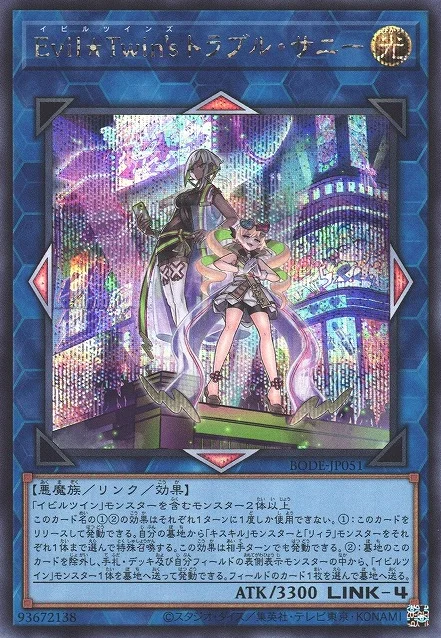 イビルツインズ
Evil★Twin's トラブル・サニー
光
BODE-JP051
【悪魔族／リンク／効果】
「イビルツイン」モンスターを含むモンスター2体以上
このカード名の①②の効果はそれぞれ1ターンに1度しか使用できない。①：このカードを
リリースして発動できる。自分の墓地から「キスキル」モンスターと「リィラ」モンスターをそれ
ぞれ1体まで選んで特殊召喚する。この効果は相手ターンでも発動できる。②：墓地のこ
のカードを除外し、手札・デッキ及び自分フィールドの表側表示モンスターの中から、「イビル
ツイン」モンスター1体を墓地へ送って発動できる。フィールドのカード1枚を選んで墓地へ送る。
ATK/3300 LINK-4
93672138
©スタジオ・ダイス／集英社・テレビ東京・KONAMI